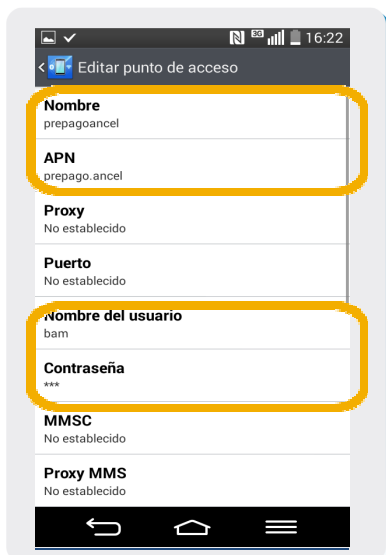 3G 16:22
Editar punto de acceso
Nombre
prepagoancel
APN
prepago.ancel
Proxy
No establecido
Puerto
No establecido
Nombre del usuario
bam
Contraseña
***
MMSC
No establecido
Proxy MMS
No establecido